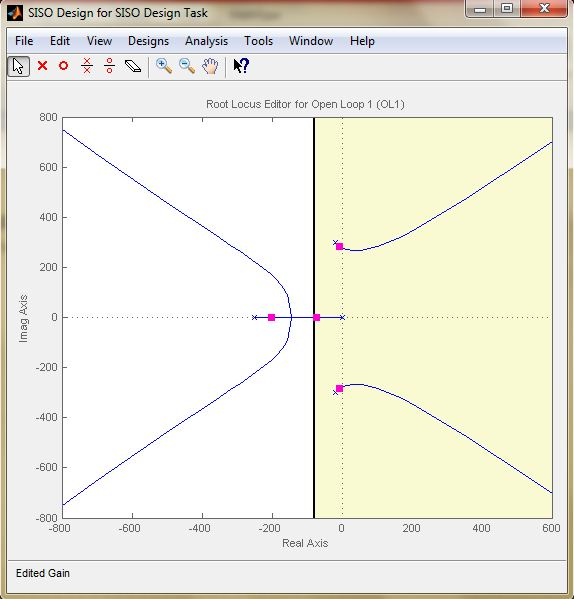 SISO Design for SISO Design Task
File Edit View Designs Analysis Tools Window Help
Root Locus Editor for Open Loop 1 (OL1)
800
600
400
200
0
-200
-400
-600
-800
Imag Axis
-800 -600 -400 -200 0 200 400 600
Real Axis
Edited Gain